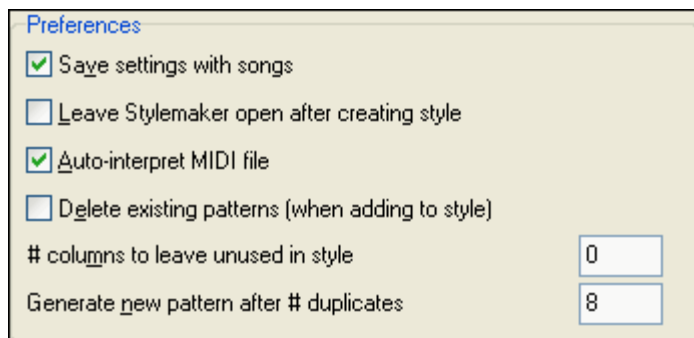 Preferences
Save settings with songs
Leave Stylemaker open after creating style
Auto-interpret MIDI file
Delete existing patterns (when adding to style)
# columns to leave unused in style 0
Generate new pattern after # duplicates 8